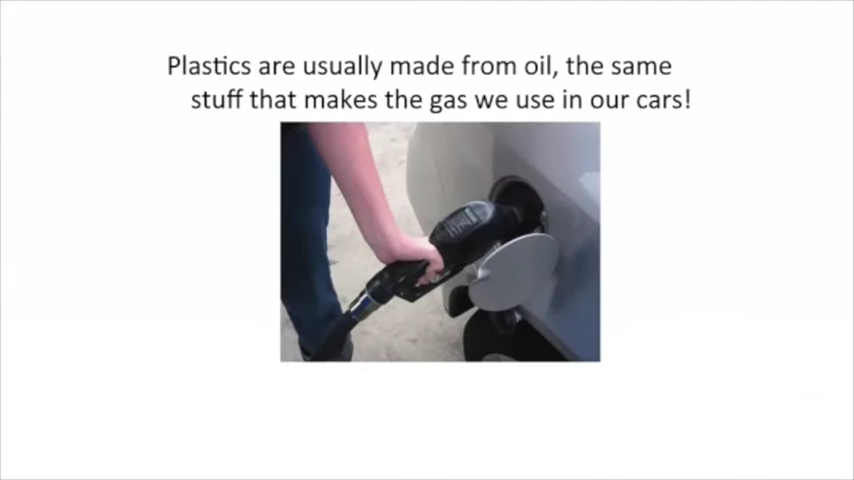 Plastics are usually made from oil, the same
stuff that makes the gas we use in our cars!